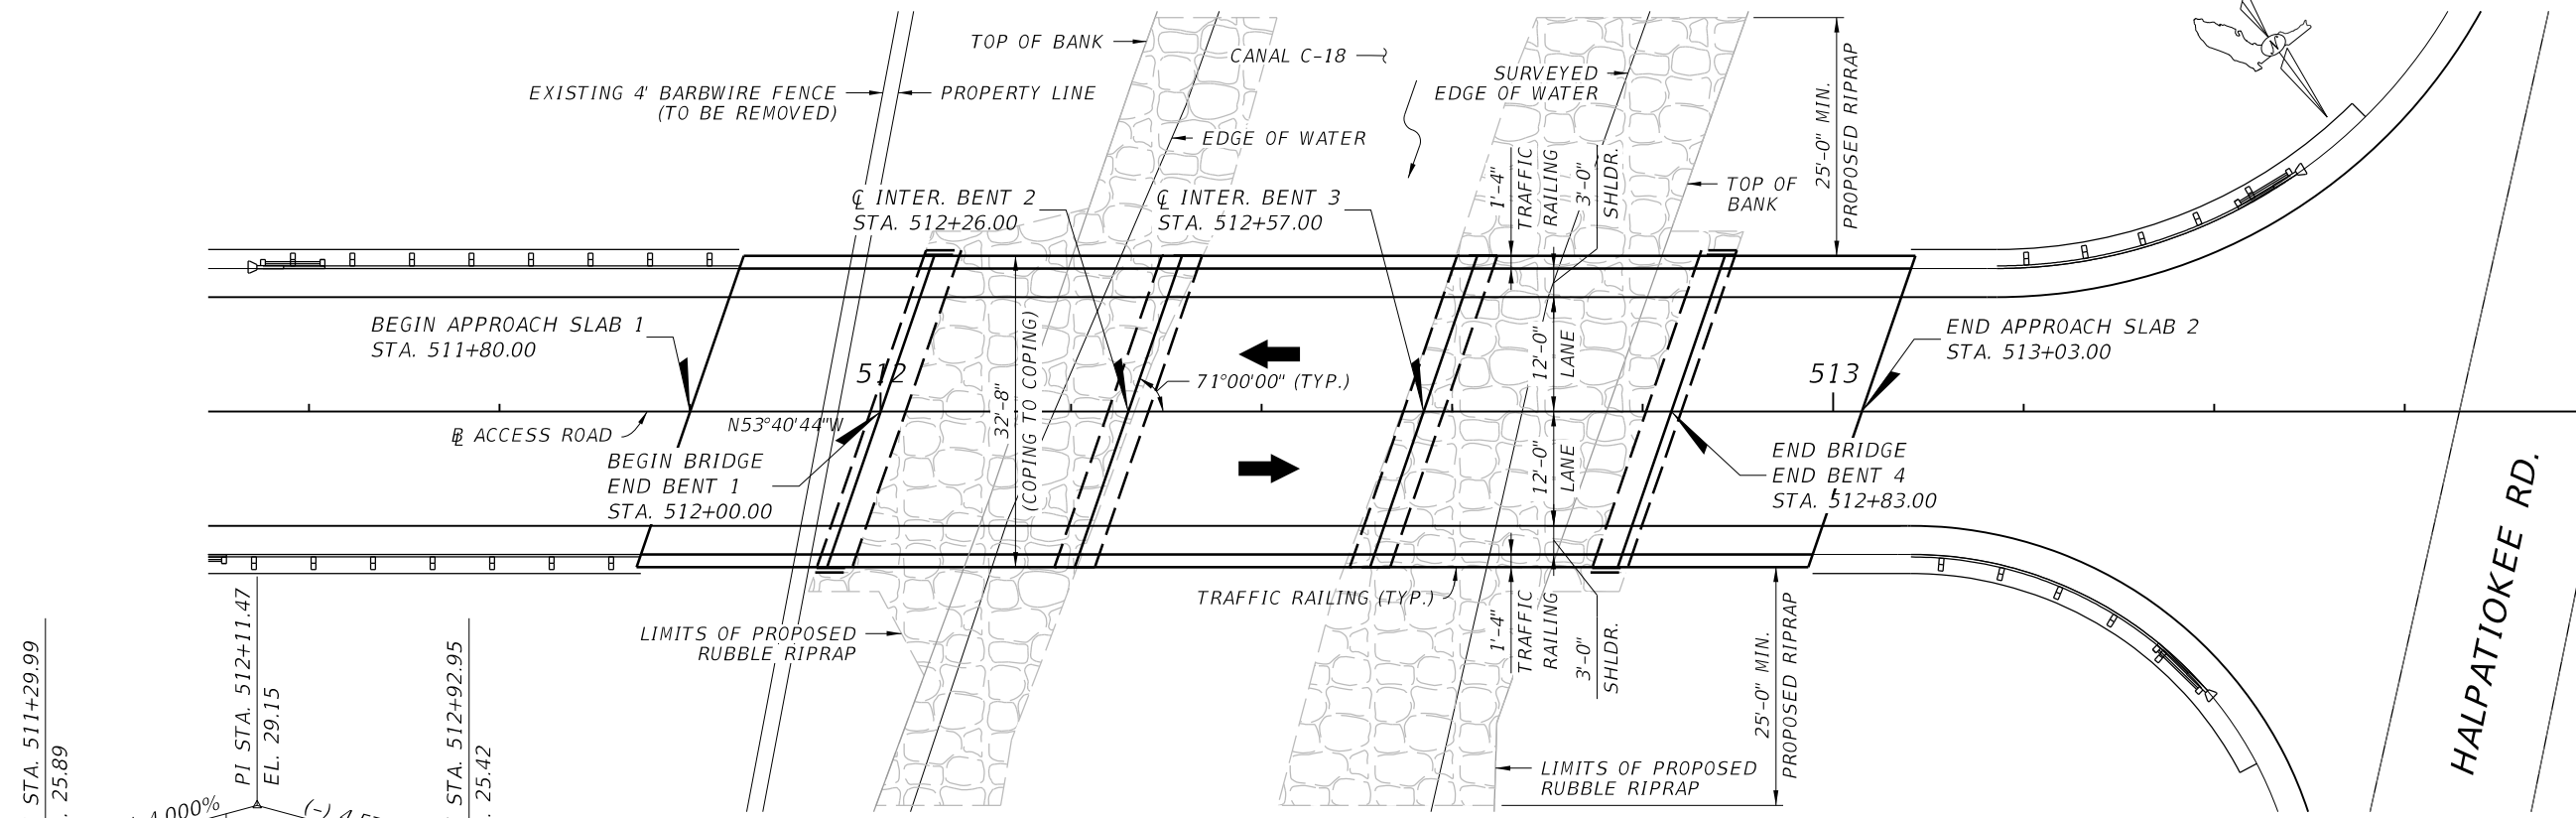 TOP OF BANK
CANAL C-18
N
EXISTING 4' BARBWIRE FENCE
(TO BE REMOVED)
PROPERTY LINE
SURVEYED
EDGE OF WATER
EDGE OF WATER
25'-0" MIN.
PROPOSED RIPRAP
1'-4"
TRAFFIC
RAILING
3'-0"
SHLDR.
TOP OF
BANK
℄ INTER. BENT 2
STA. 512+26.00
℄ INTER. BENT 3
STA. 512+57.00
BEGIN APPROACH SLAB 1
STA. 511+80.00
END APPROACH SLAB 2
STA. 513+03.00
512
513
32'-8"
(COPING TO COPING)
71°00'00" (TYP.)
12'-0"
LANE
12'-0"
LANE
BL ACCESS ROAD
N53°40'44"W
BEGIN BRIDGE
END BENT 1
STA. 512+00.00
END BRIDGE
END BENT 4
STA. 512+83.00
HALPATIOKEE RD.
TRAFFIC RAILING (TYP.)
1'-4"
TRAFFIC
RAILING
3'-0"
SHLDR.
25'-0" MIN.
PROPOSED RIPRAP
LIMITS OF PROPOSED
RUBBLE RIPRAP
LIMITS OF PROPOSED
RUBBLE RIPRAP
STA. 511+29.99
. 25.89
PI STA. 512+11.47
EL. 29.15
STA. 512+92.95
. 25.42
4.000%
(-)